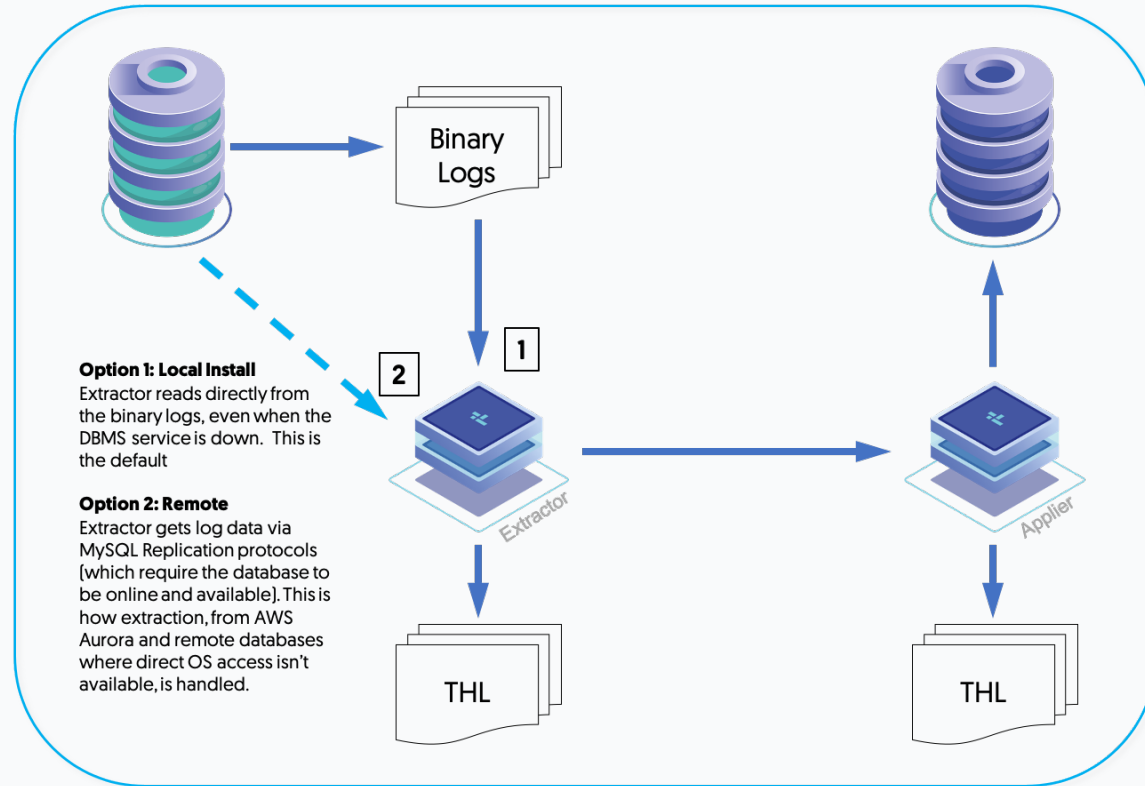 Binary
Logs
1
2
Option 1: Local Install
Extractor reads directly from
the binary logs, even when the
DBMS service is down.  This is
the default
Option 2: Remote
Extractor gets log data via
MySQL Replication protocols
(which require the database to
be online and available). This is
how extraction, from AWS
Aurora and remote databases
where direct OS access isn't
available, is handled.
Extractor
Applier
THL
THL